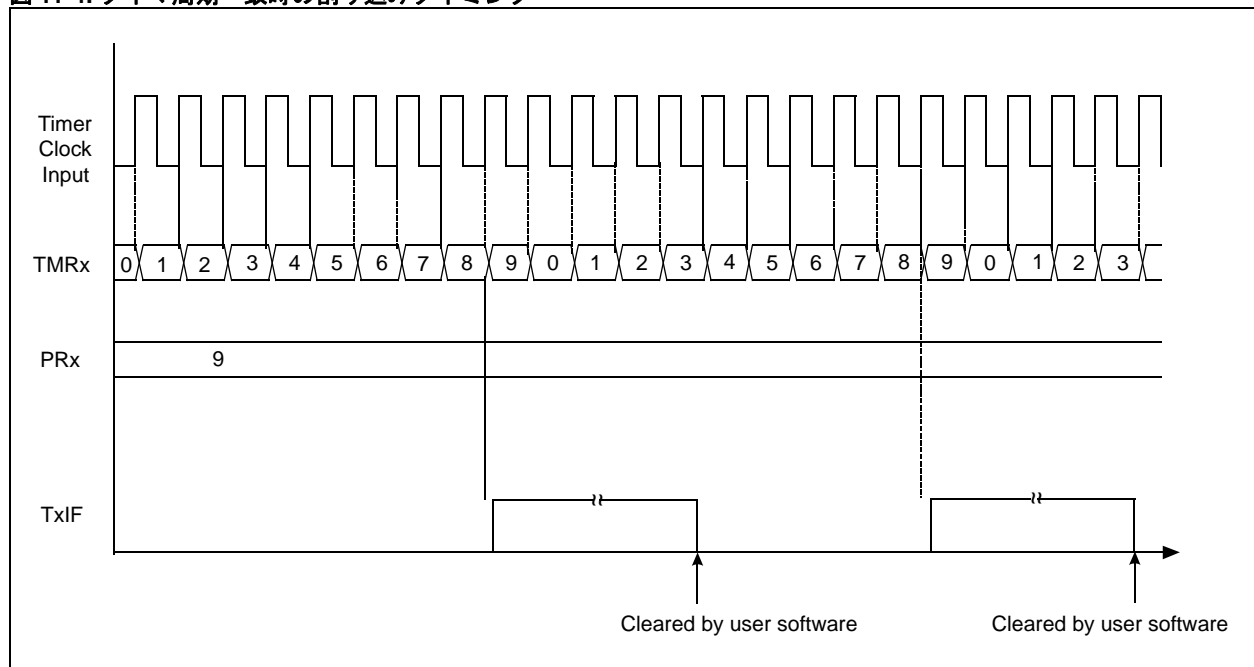 Timer
Clock
Input
TMRx 0 1 2 3 4 5 6 7 8 9 0 1 2 3 4 5 6 7 8 9 0 1 2 3
PRx 9
TxIF
Cleared by user software Cleared by user software